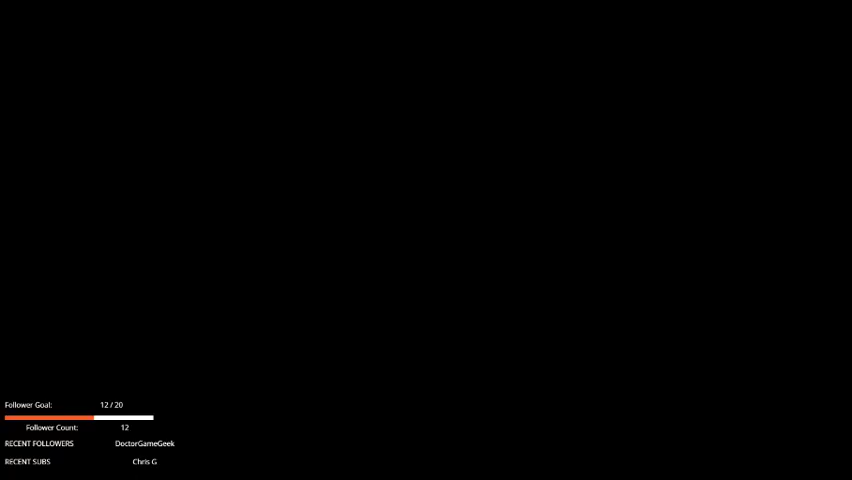 Follower Goal: 12 / 20
Follower Count: 12
RECENT FOLLOWERS DoctorGameGeek
RECENT SUBS Chris G